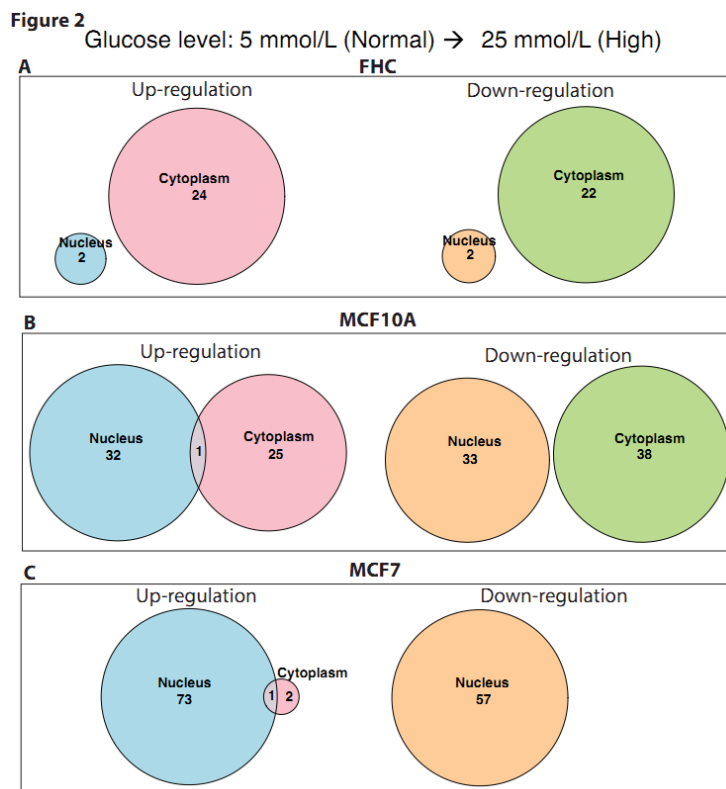 Figure 2
Glucose level: 5 mmol/L (Normal) → 25 mmol/L (High)
A
FHC
Up-regulation
Down-regulation
Cytoplasm
24
Nucleus
2
Cytoplasm
22
Nucleus
2
B
MCF10A
Up-regulation
Down-regulation
Nucleus
32
1
Cytoplasm
25
Nucleus
33
Cytoplasm
38
C
MCF7
Up-regulation
Down-regulation
Nucleus
73
Cytoplasm
1
2
Nucleus
57